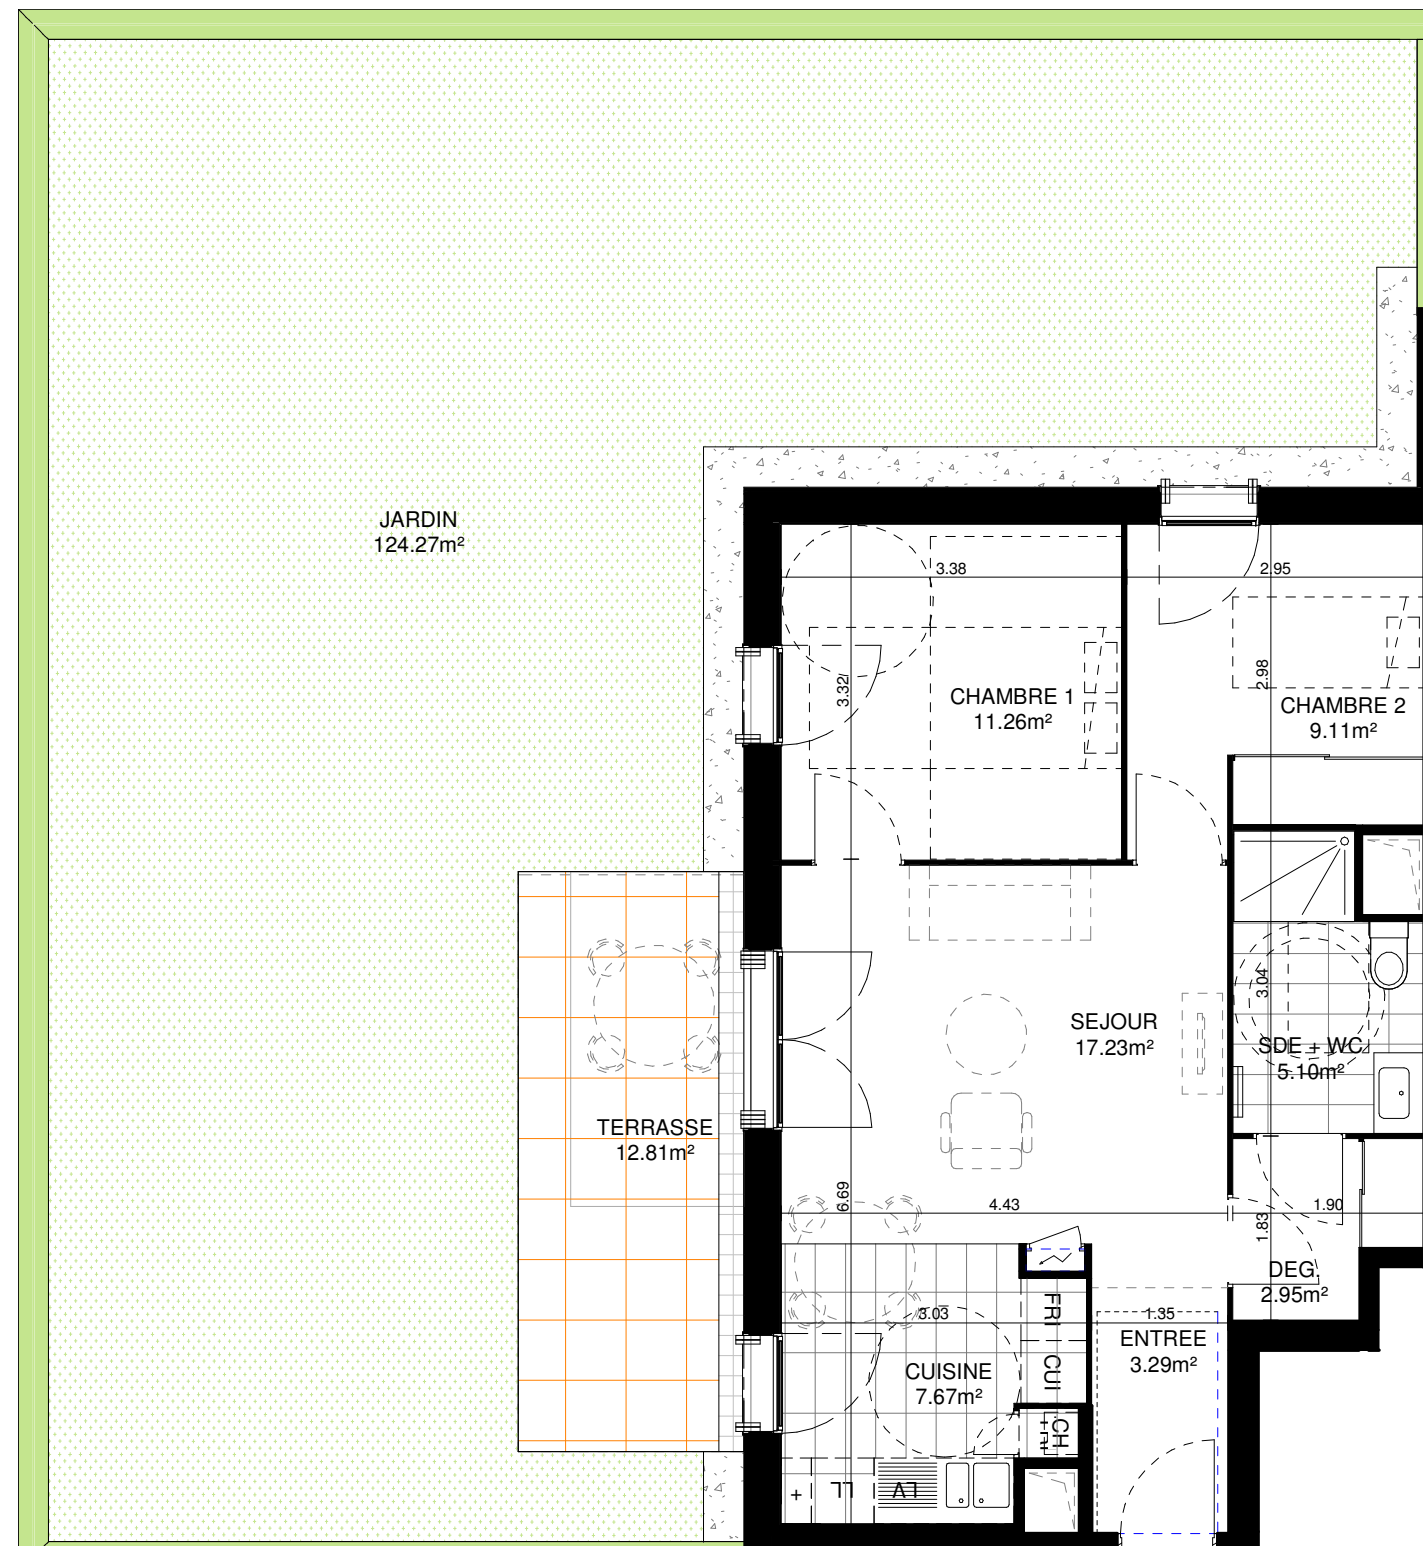 JARDIN
124.27m²
3.38
2.95
3.32
2.98
CHAMBRE 1
11.26m²
CHAMBRE 2
9.11m²
3.04
SEJOUR
17.23m²
SDE + WC
5.10m²
TERRASSE
12.81m²
6.69
4.43
1.83
1.90
DEG.
2.95m²
3.03
FRI
1.35
ENTREE
3.29m²
CUI
CUISINE
7.67m²
CH
+
LL
LV